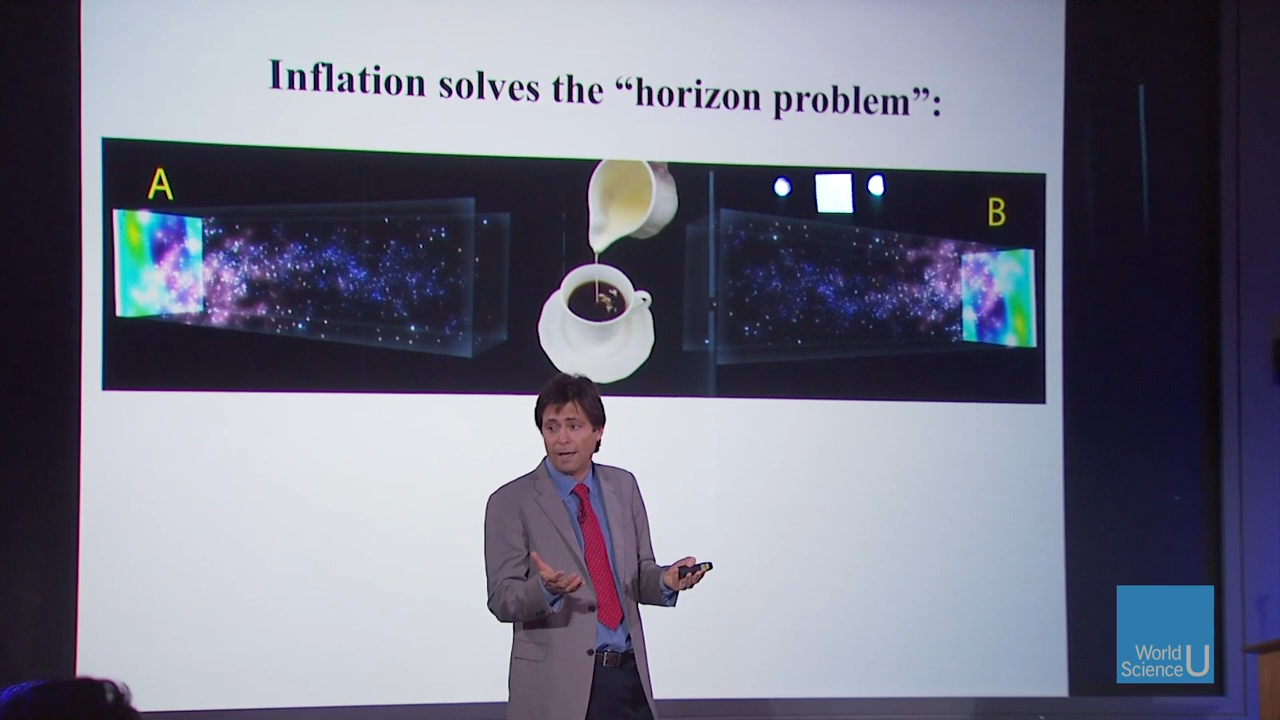 Inflation solves the “horizon problem”:
A
B
World
Science U